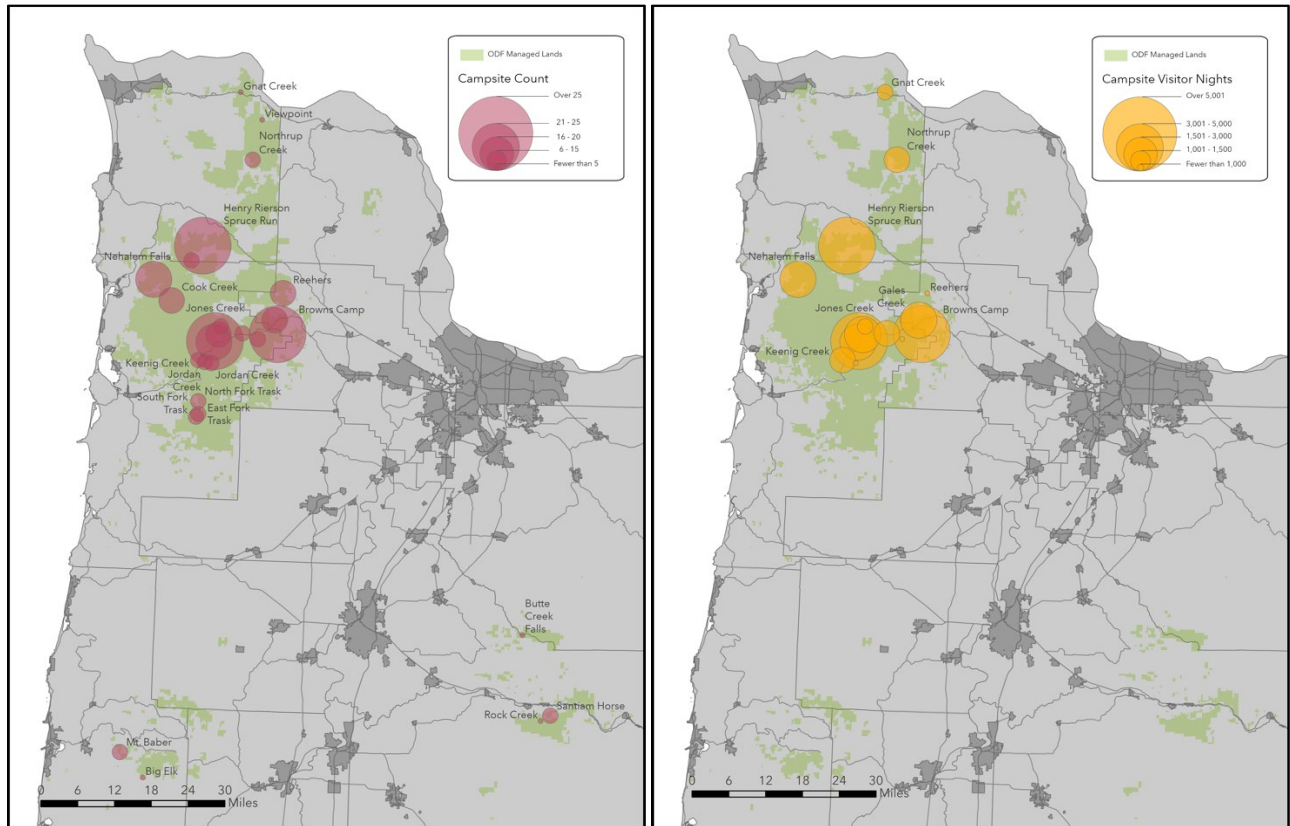 ODF Managed Lands
Campsite Count
Over 25
21 - 25
16 - 20
6 - 15
Fewer than 5
Gnat Creek
Viewpoint
Northrup
Creek
Henry Rierson
Spruce Run
Nehalem Falls
Cook Creek
Reehers
Jones Creek
Browns Camp
Keenig Creek
Jordan Creek
Jordan
Creek
North Fork Trask
South Fork
Trask
East Fork
Trask
Butte
Creek
Falls
Santiam Horse
Rock Creek
Mt. Baber
Big Elk
0 6 12 18 24 30
Miles
ODF Managed Lands
Campsite Visitor Nights
Over 5,001
3,001 - 5,000
1,501 - 3,000
1,001 - 1,500
Fewer than 1,000
Gnat Creek
Northrup
Creek
Henry Rierson
Spruce Run
Nehalem Falls
Gales
Creek
Reehers
Jones Creek
Browns Camp
Keenig Creek
0 6 12 18 24 30
Miles